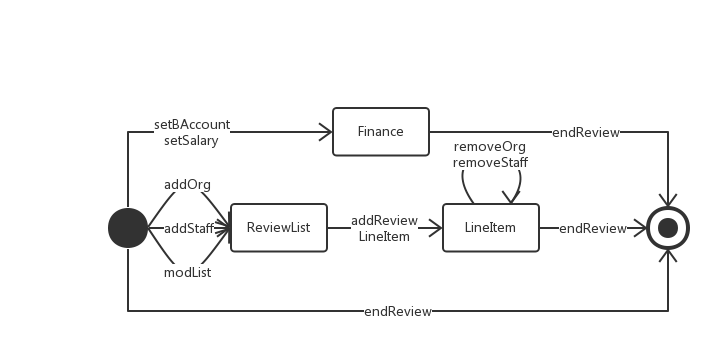 setBAccount
setSalary
Finance
endReview
removeOrg
removeStaff
addOrg
addStaff
modList
ReviewList
addReview
LineItem
LineItem
endReview
endReview